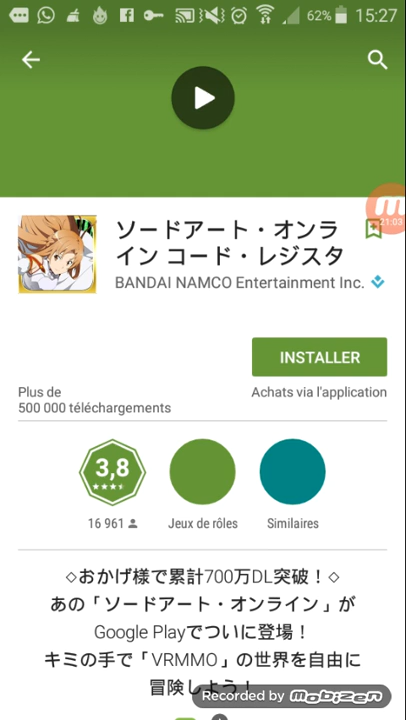 62% 15:27
21:03
ソードアート・オンラ
イン コード・レジスタ
BANDAI NAMCO Entertainment Inc.
INSTALLER
Plus de
500 000 téléchargements
Achats via l'application
3,8
16 961
Jeux de rôles
Similaires
◇おかげ様で累計700万DL突破！◇
あの「ソードアート・オンライン」が
Google Playでついに登場！
キミの手で「VRMMO」の世界を自由に
冒険しよう！
Recorded by Mobizen